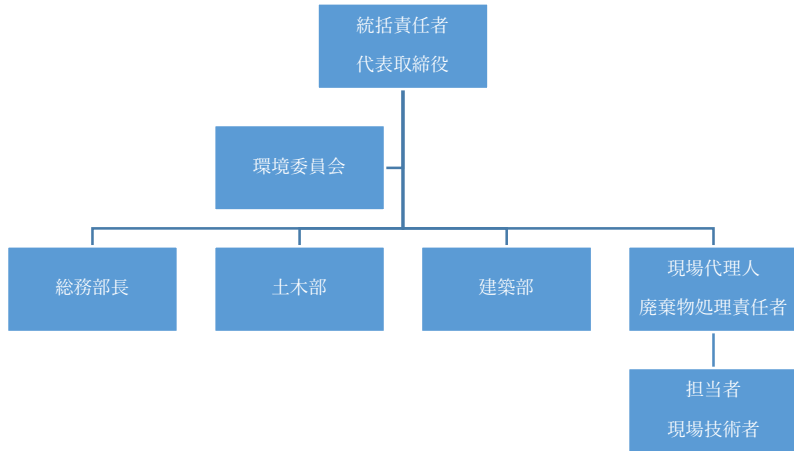 統括責任者
代表取締役
環境委員会
総務部長
土木部
建築部
現場代理人
廃棄物処理責任者
担当者
現場技術者